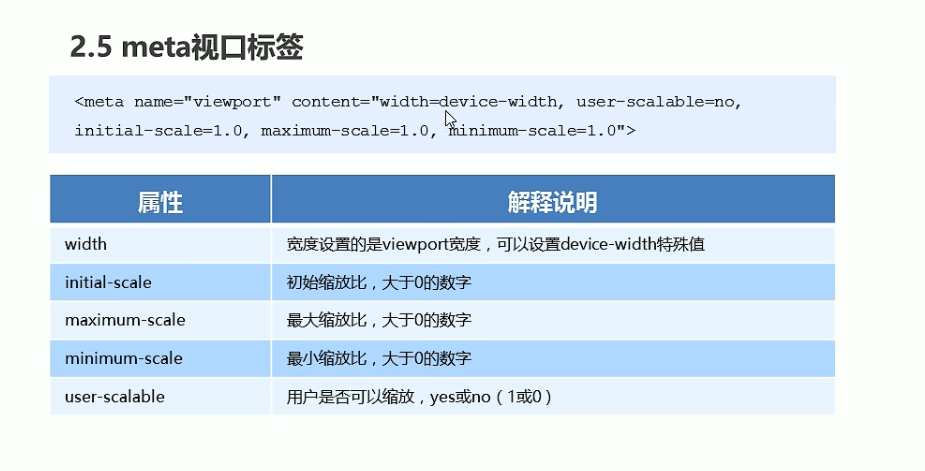 2.5 meta视口标签
<meta name="viewport" content="width=device-width, user-scalable=no,
initial-scale=1.0, maximum-scale=1.0, minimum-scale=1.0">
属性 解释说明
width 宽度设置的是viewport宽度，可以设置device-width特殊值
initial-scale 初始缩放比，大于0的数字
maximum-scale 最大缩放比，大于0的数字
minimum-scale 最小缩放比，大于0的数字
user-scalable 用户是否可以缩放，yes或no（1或0）